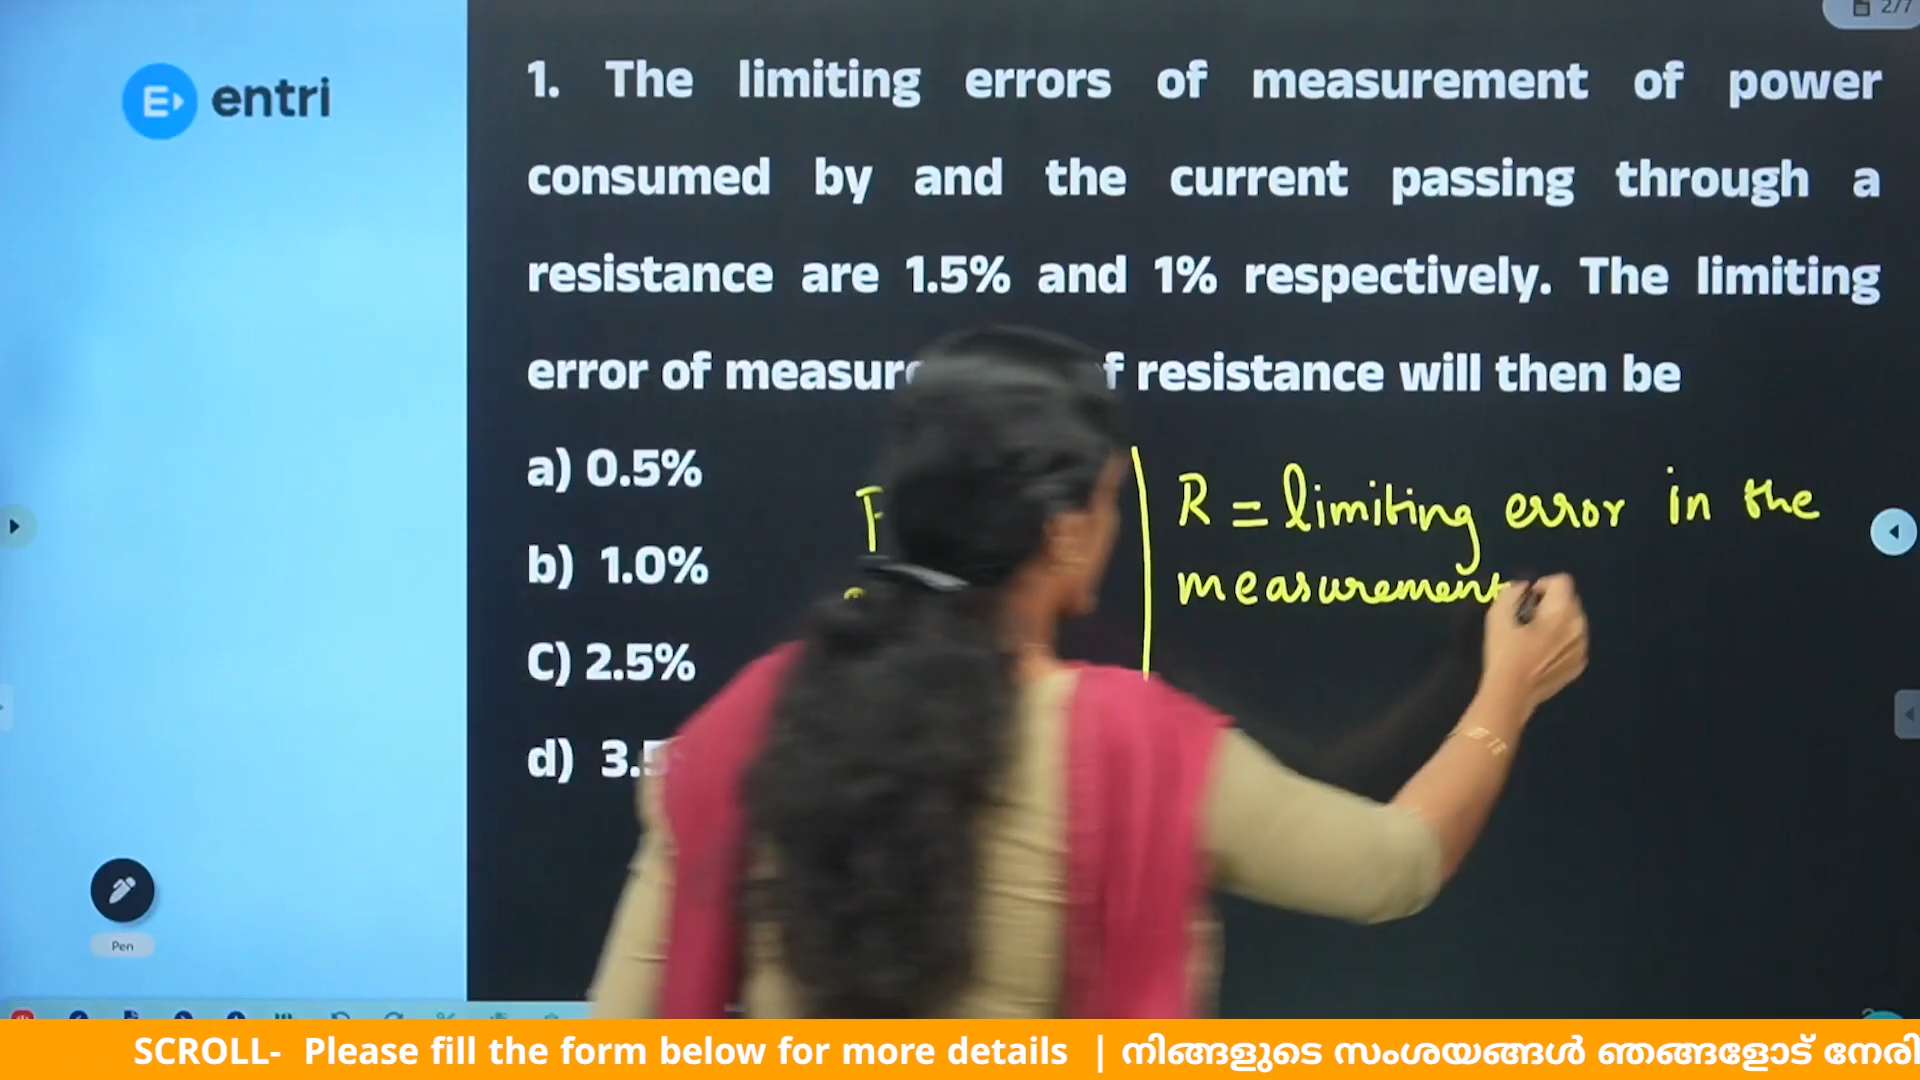 2/7
entri
1. The limiting errors of measurement of power
consumed by and the current passing through a
resistance are 1.5% and 1% respectively. The limiting
error of measur f resistance will then be
a) 0.5%
b) 1.0%
C) 2.5%
d) 3.5
R = limiting error in the
measurement
Pen
SCROLL- Please fill the form below for more details | നിങ്ങളുടെ സംശയങ്ങൾ ഞങ്ങളോട് നേരി